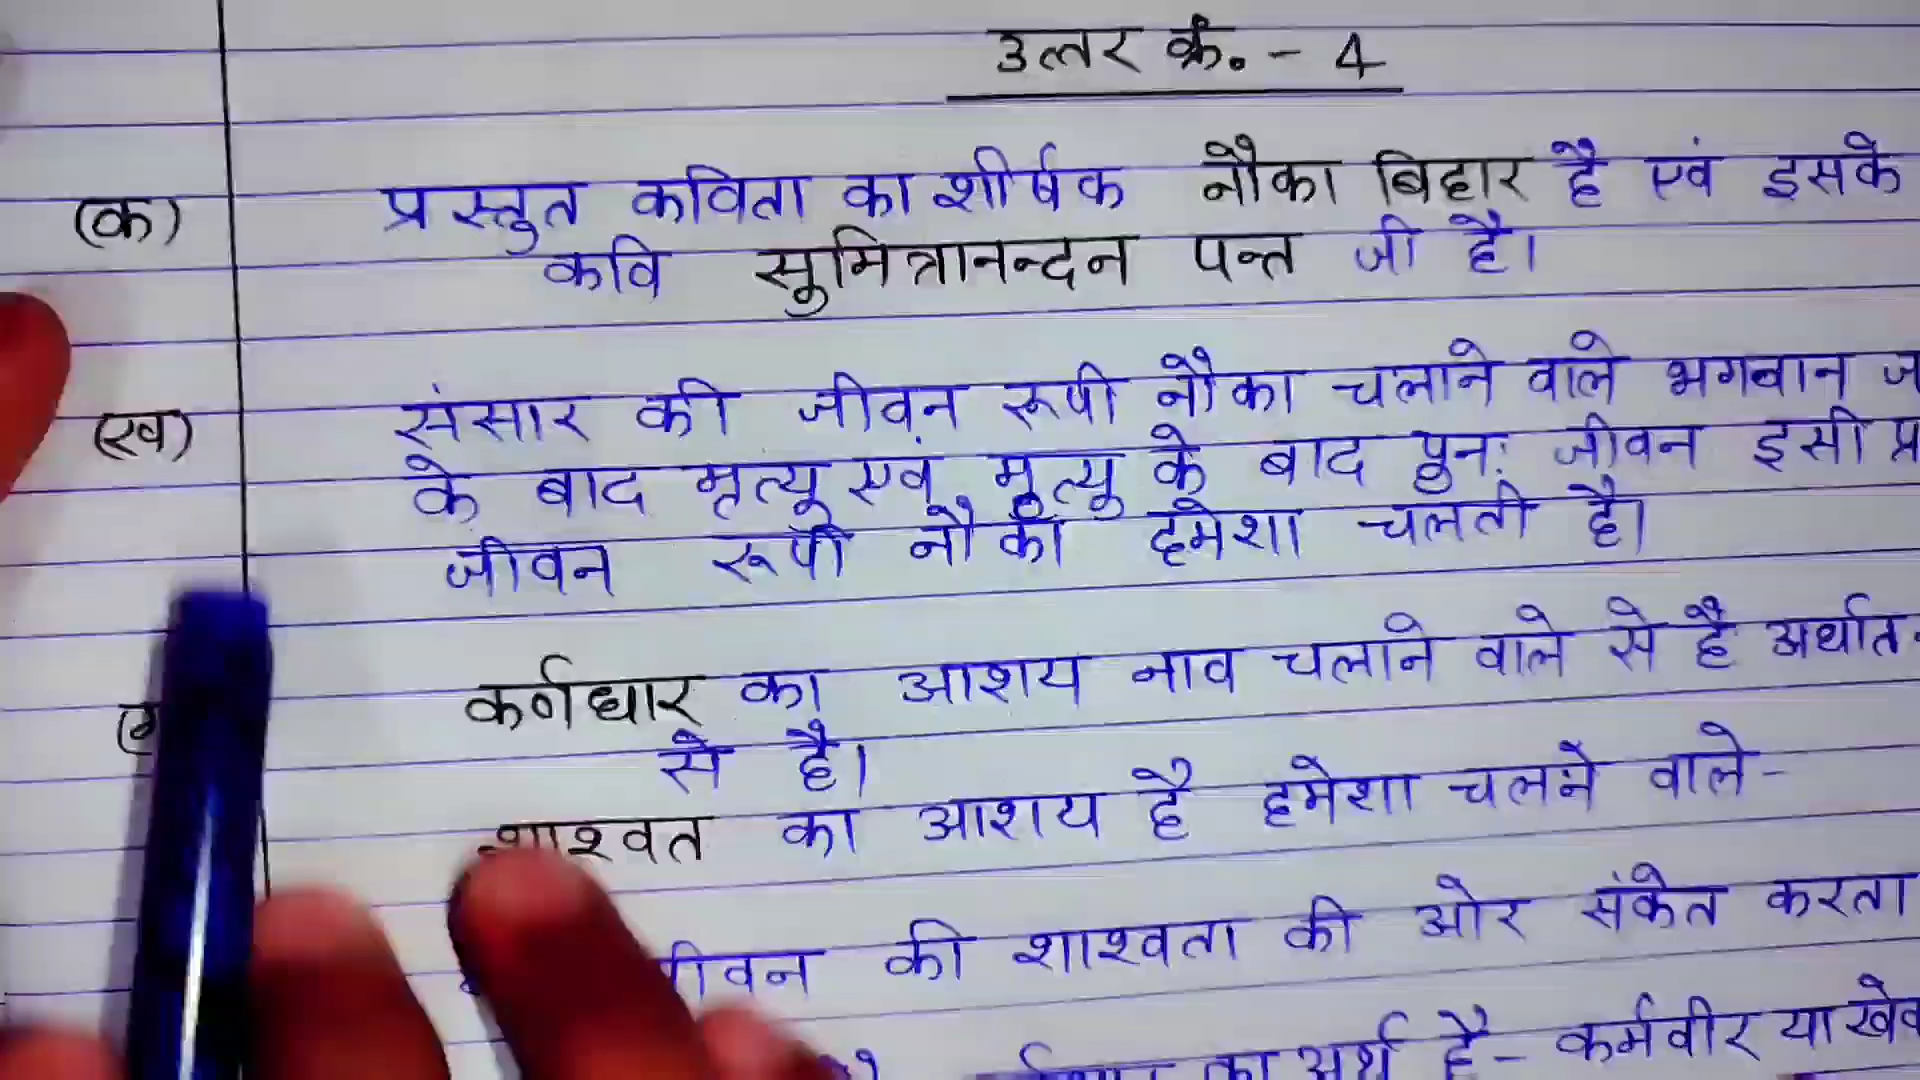 उत्तर क्रं. - 4
(क) प्रस्तुत कविता का शीर्षक नौका बिहार है एवं इसके
कवि सुमित्रानन्दन पन्त जी है।
(ख) संसार की जीवन रूपी नौका चलाने वाले भगवान
के बाद मृत्यु एवं मृत्यु के बाद पुनः जीवन इसी
जीवन रूपी नौका हमेशा चलती है।
कर्णधार का आशय नाव चलाने वाले से है अर्थात
से है।
शाश्वत का आशय है हमेशा चलने वाले -
की शाश्वता की ओर संकेत करता
का अर्थ है - कर्मवीर या